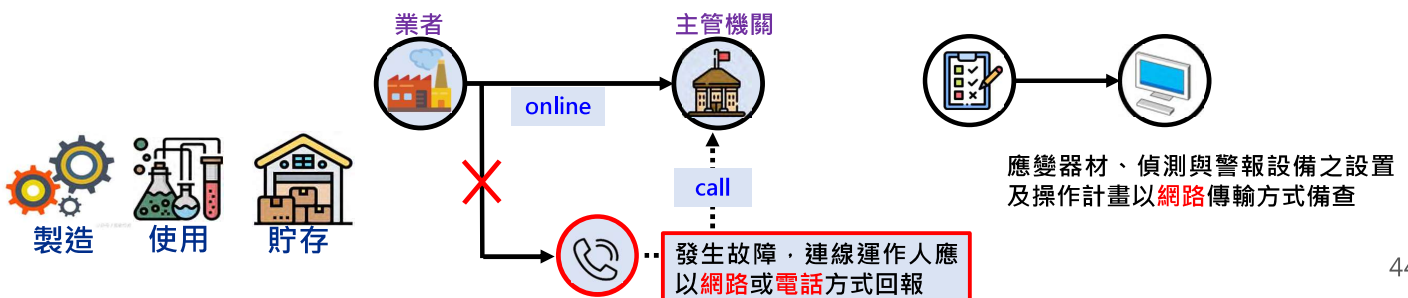 業者
主管機關
online
call
製造
使用
貯存
發生故障，連線運作人應
以網路或電話方式回報
應變器材、偵測與警報設備之設置
及操作計畫以網路傳輸方式備查
44